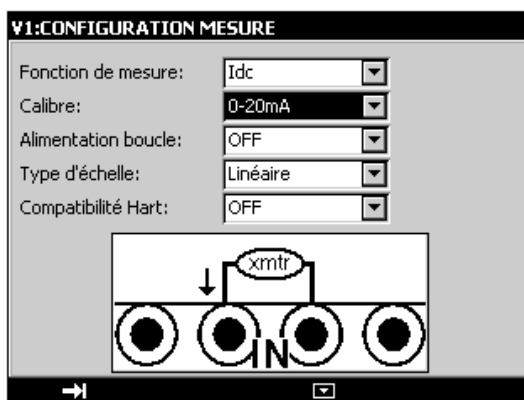 V1:CONFIGURATION MESURE
Fonction de mesure: Idc
Calibre: 0-20mA
Alimentation boucle: OFF
Type d'échelle: Linéaire
Compatibilité Hart: OFF
xmtr
IN